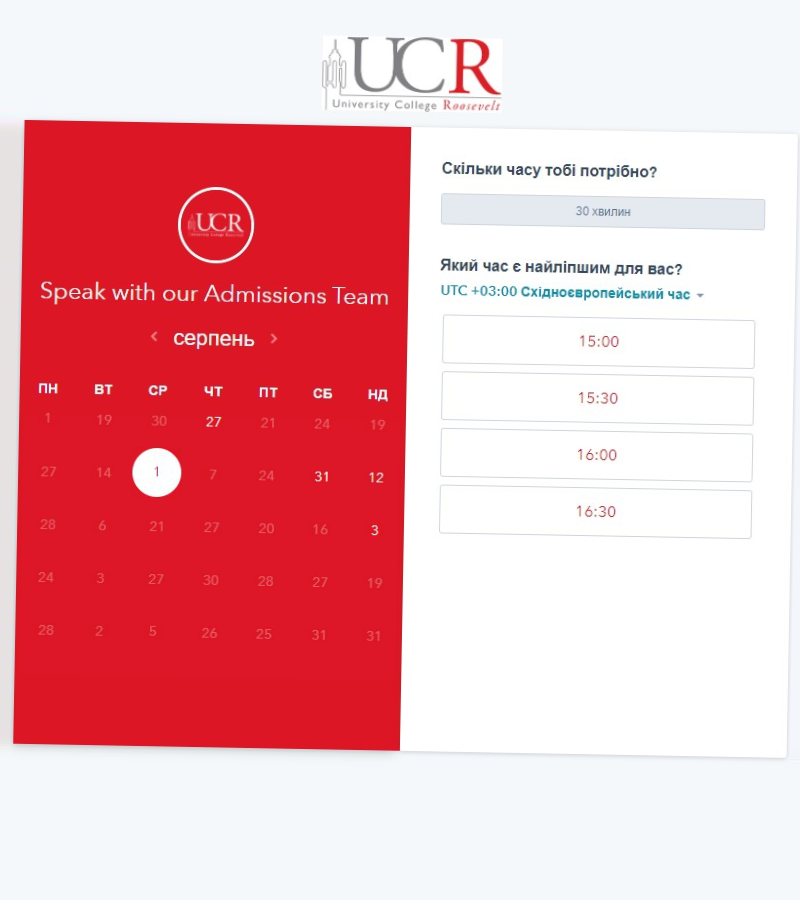 UCR
University College Roosevelt
UCR
Speak with our Admissions Team
серпень
ПН ВТ СР ЧТ ПТ СБ НД
1 19 30 27 21 24 19
27 14 1 7 24 31 12
28 6 21 27 20 16 3
24 3 27 30 28 27 19
28 2 5 26 25 31 31
Скільки часу тобі потрібно?
30 хвилин
Який час є найліпшим для вас?
UTC +03:00 Східноєвропейський час
15:00
15:30
16:00
16:30